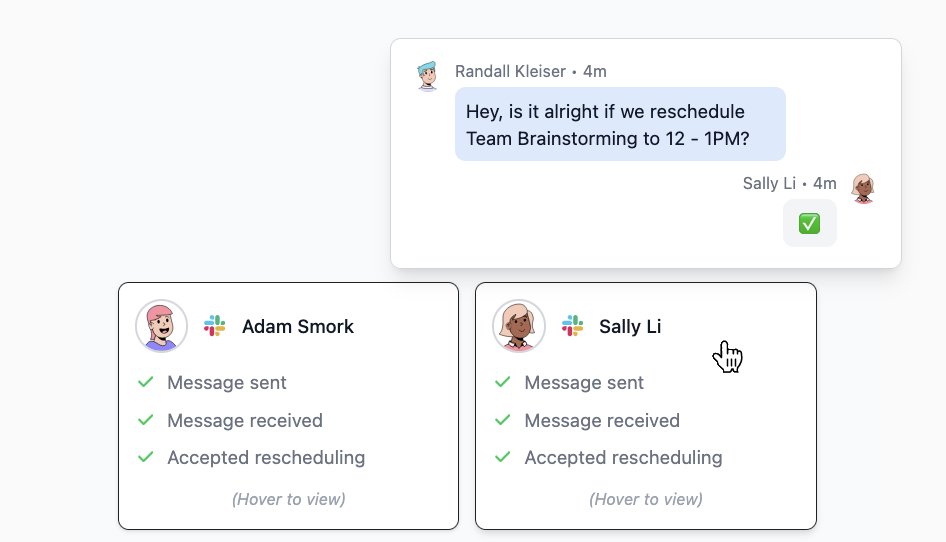 Randall Kleiser • 4m
Hey, is it alright if we reschedule
Team Brainstorming to 12 - 1PM?
Sally Li • 4m
Adam Smork
Message sent
Message received
Accepted rescheduling
(Hover to view)
Sally Li
Message sent
Message received
Accepted rescheduling
(Hover to view)